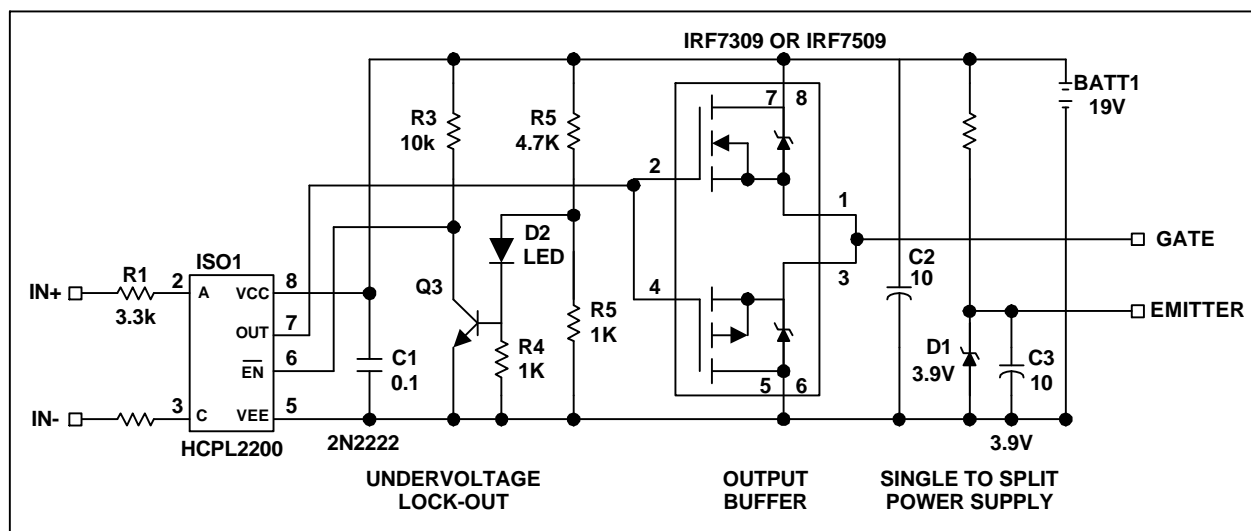 IRF7309 OR IRF7509
BATT1
19V
R3
10k
R5
4.7K
7
8
2
1
D2
LED
GATE
ISO1
R1
2
A
VCC
8
IN+
3.3k
OUT
7
Q3
4
3
C2
10
EMITTER
6
EN
C1
0.1
R4
1K
R5
1K
D1
3.9V
C3
10
5
6
IN-
3
C
VEE
5
HCPL2200
2N2222
3.9V
UNDERVOLTAGE
LOCK-OUT
OUTPUT
BUFFER
SINGLE TO SPLIT
POWER SUPPLY